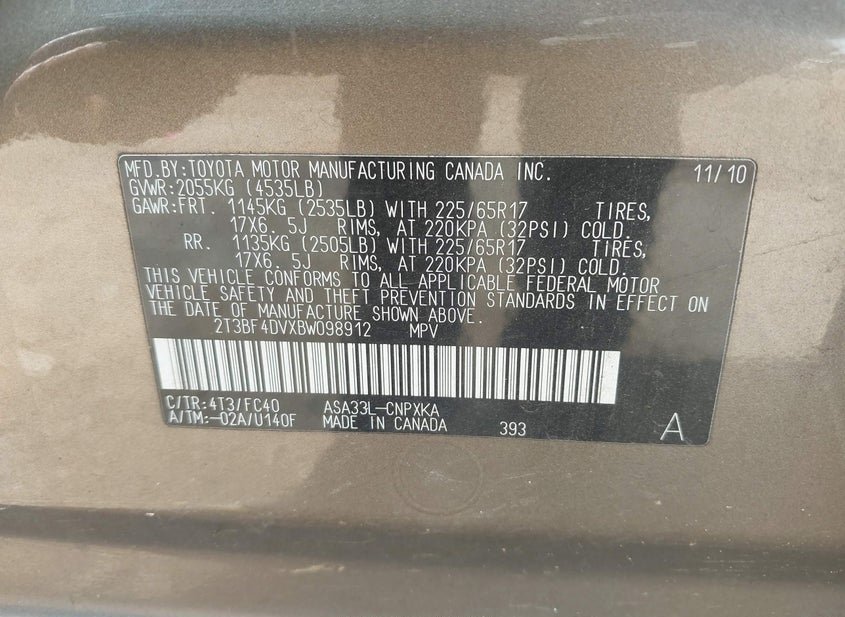 MFD.BY:TOYOTA MOTOR MANUFACTURING CANADA INC. 11/10
GVWR:2055KG (4535LB)
GAWR:FRT. 1145KG (2535LB) WITH 225/65R17 TIRES,
17X6. 5J RIMS, AT 220KPA (32PSI) COLD.
RR. 1135KG (2505LB) WITH 225/65R17 TIRES,
17X6. 5J RIMS, AT 220KPA (32PSI) COLD.
THIS VEHICLE CONFORMS TO ALL APPLICABLE FEDERAL MOTOR
VEHICLE SAFETY AND THEFT PREVENTION STANDARDS IN EFFECT ON
THE DATE OF MANUFACTURE SHOWN ABOVE.
2T3BF4DVXBW098912 MPV
C/TR:4T3/FC40 ASA33L-CNPXKA
A/TM:-02A/U140F MADE IN CANADA 393 A